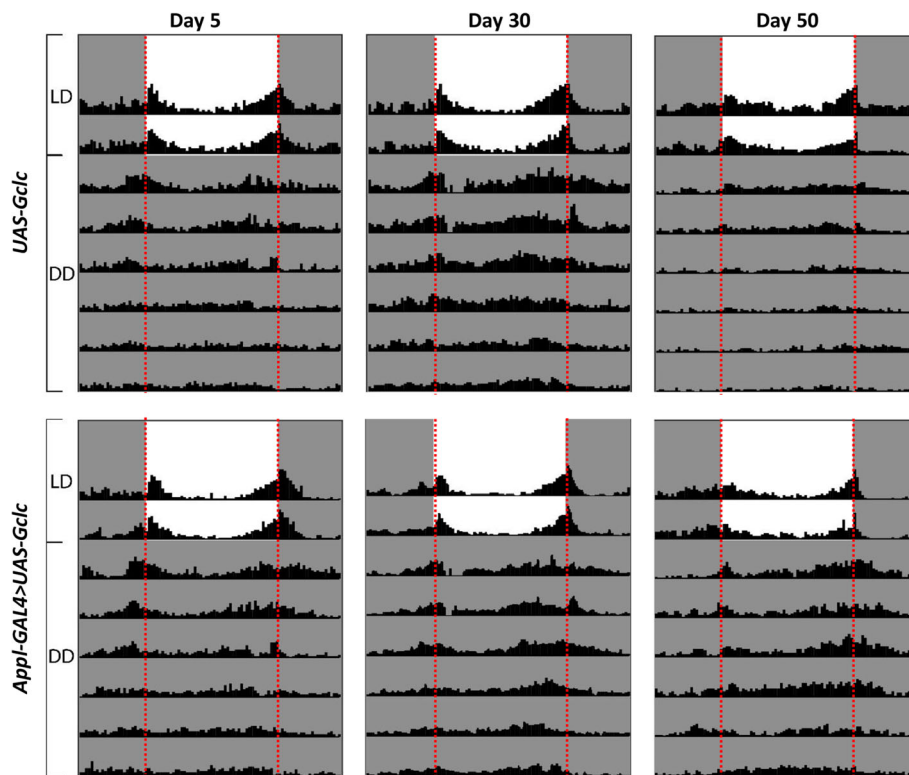 Day 5
Day 30
Day 50
UAS-Gclc
LD
DD
Appl-GAL4>UAS-Gclc
LD
DD